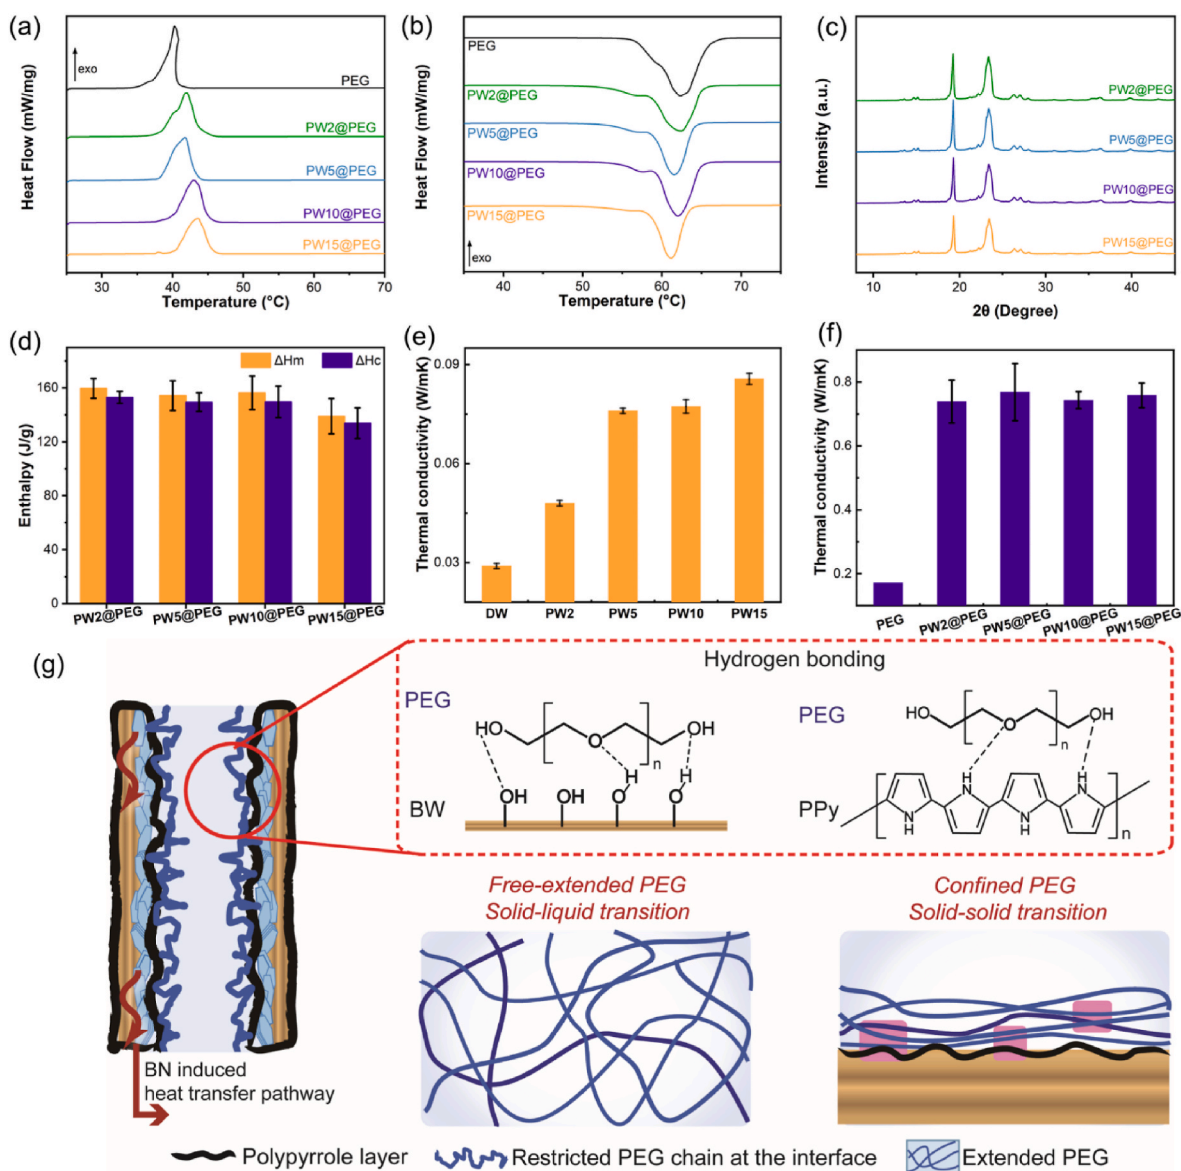 (a)
Heat Flow (mW/mg)
exo
PEG
PW2@PEG
PW5@PEG
PW10@PEG
PW15@PEG
30 40 50 60 70
Temperature (°C)
(b)
Heat Flow (mW/mg)
PEG
PW2@PEG
PW5@PEG
PW10@PEG
PW15@PEG
exo
40 50 60 70
Temperature (°C)
(c)
Intensity (a.u.)
PW2@PEG
PW5@PEG
PW10@PEG
PW15@PEG
10 20 30 40
2θ (Degree)
(d)
Enthalpy (J/g)
ΔHm ΔHc
160
140
120
100
80
60
40
20
0
PW2@PEG PW5@PEG PW10@PEG PW15@PEG
(e)
Thermal conductivity (W/mK)
0.09
0.06
0.03
DW PW2 PW5 PW10 PW15
(f)
Thermal conductivity (W/mK)
0.8
0.6
0.4
0.2
PEG PW2@PEG PW5@PEG PW10@PEG PW15@PEG
(g)
Hydrogen bonding
PEG
HO O n OH
H H
OH OH O O
BW
PEG
HO O n OH
H H
N N N N
H H
PPy
n
Free-extended PEG
Solid-liquid transition
Confined PEG
Solid-solid transition
BN induced
heat transfer pathway
Polypyrrole layer Restricted PEG chain at the interface Extended PEG